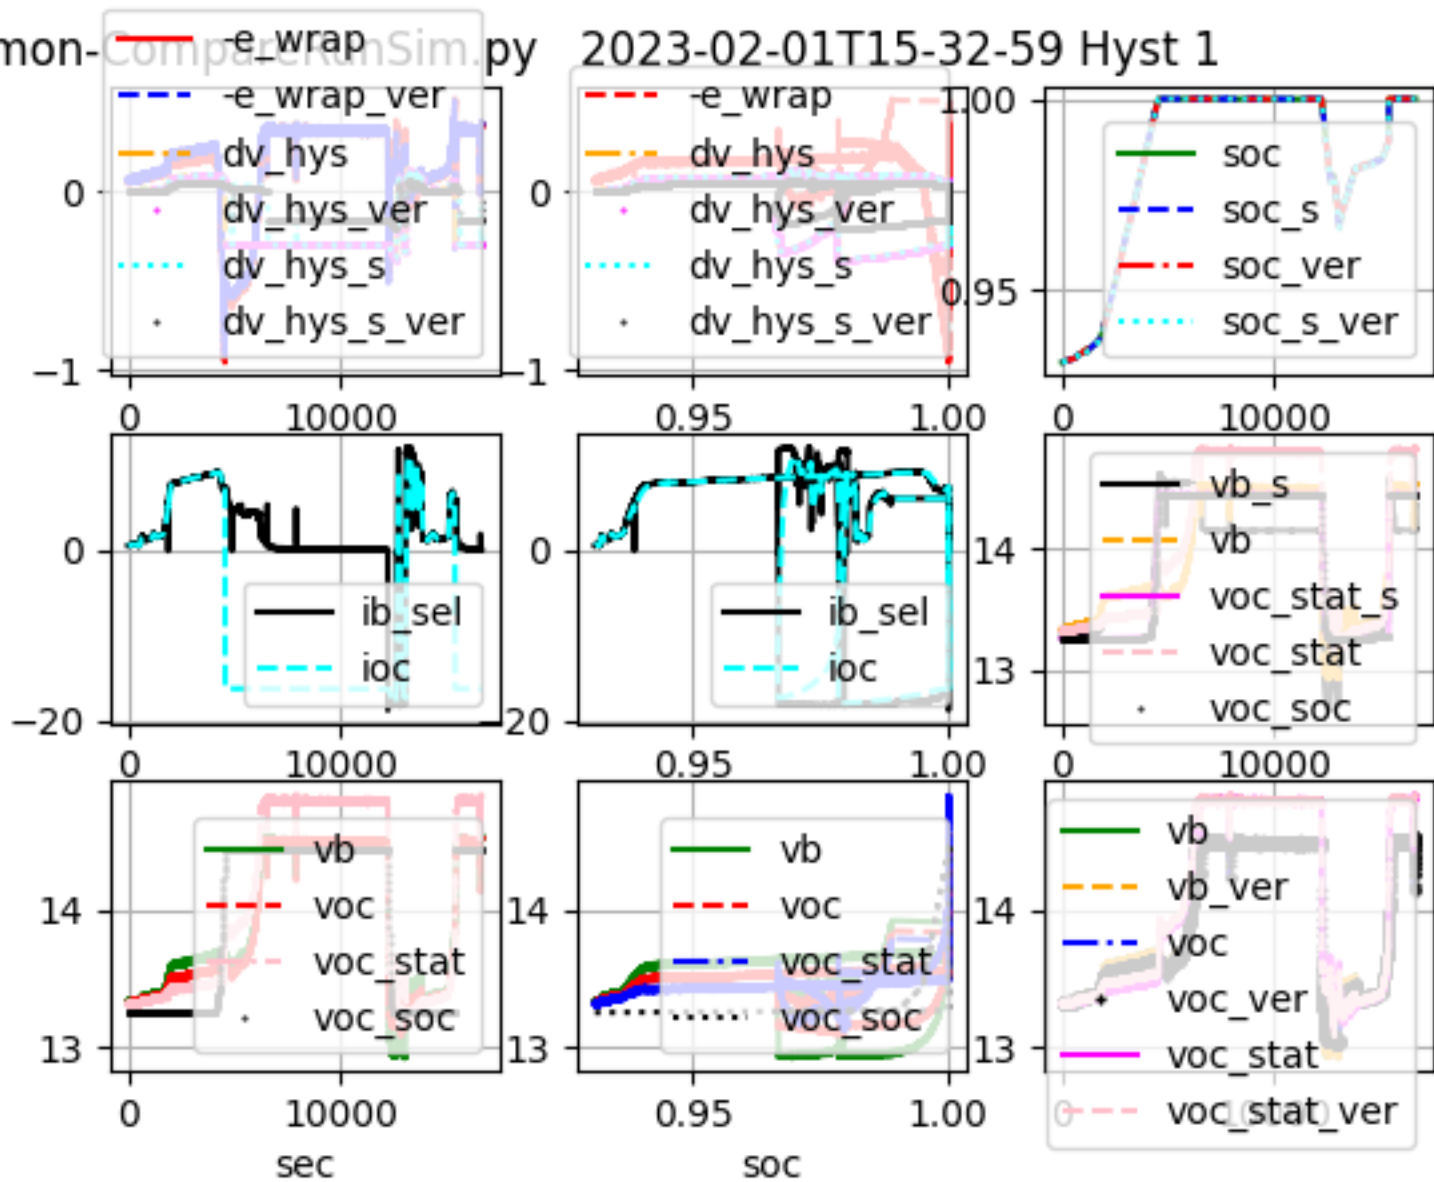 mon-CompareRunSim.py 2023-02-01T15-32-59 Hyst 1
-e_wrap
-e_wrap_ver
dv_hys
dv_hys_ver
dv_hys_s
dv_hys_s_ver
0
−1
0
10000
-e_wrap
dv_hys
dv_hys_ver
dv_hys_s
dv_hys_s_ver
0
−1
0.95
1.00
1.00
0.95
soc
soc_s
soc_ver
soc_s_ver
0
10000
0
−20
ib_sel
ioc
0
10000
0
−20
ib_sel
ioc
0.95
1.00
14
13
vb_s
vb
voc_stat_s
voc_stat
voc_soc
0
10000
14
13
vb
voc
voc_stat
voc_soc
0
10000
sec
14
13
vb
voc
voc_stat
voc_soc
0.95
1.00
soc
14
13
vb
vb_ver
voc
voc_ver
voc_stat
voc_stat_ver
0
10000